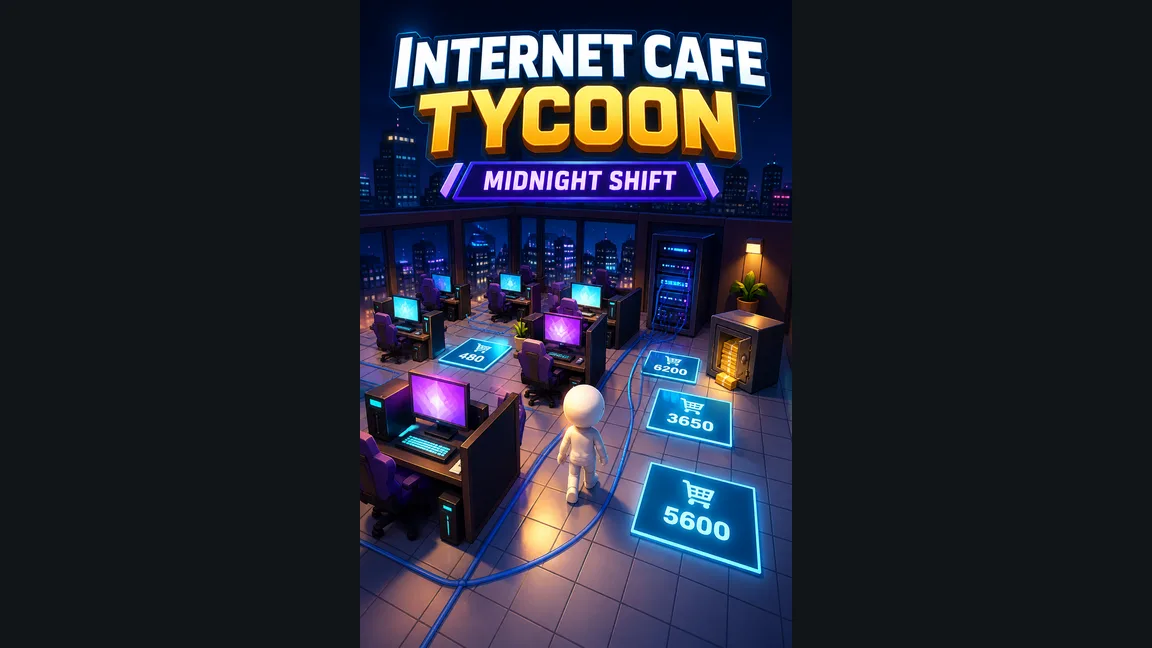 INTERNET CAFE
TYCOON
MIDNIGHT SHIFT
480
6200
3650
5600